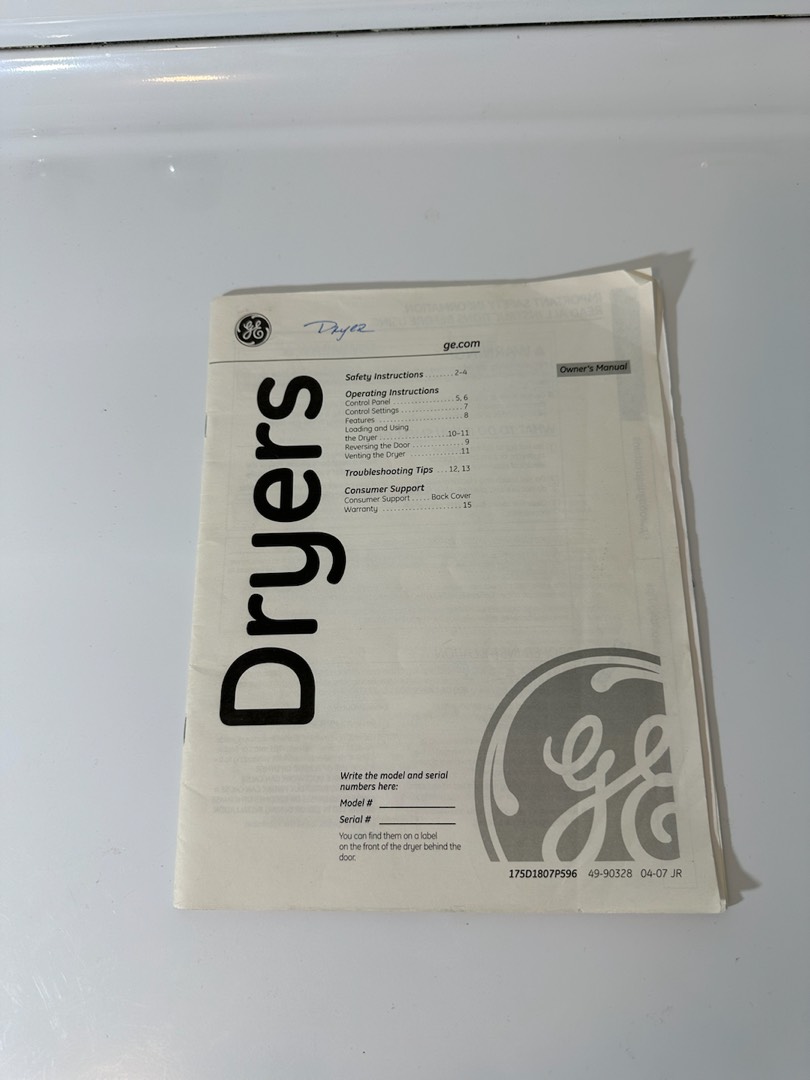 GE
Dryer
ge.com
Owner's Manual
Dryers
Safety Instructions ........ 2–4
Operating Instructions
Control Panel .................. 5, 6
Control Settings ................ 7
Features ........................ 8
Loading and Using
the Dryer .................. 10–11
Reversing the Door .............. 9
Venting the Dryer .............. 11
Troubleshooting Tips ... 12, 13
Consumer Support
Consumer Support ..... Back Cover
Warranty ...................... 15
Write the model and serial
numbers here:
Model # ____________
Serial # ____________
You can find them on a label
on the front of the dryer behind the
door.
GE
175D1807P596 49-90328 04-07 JR